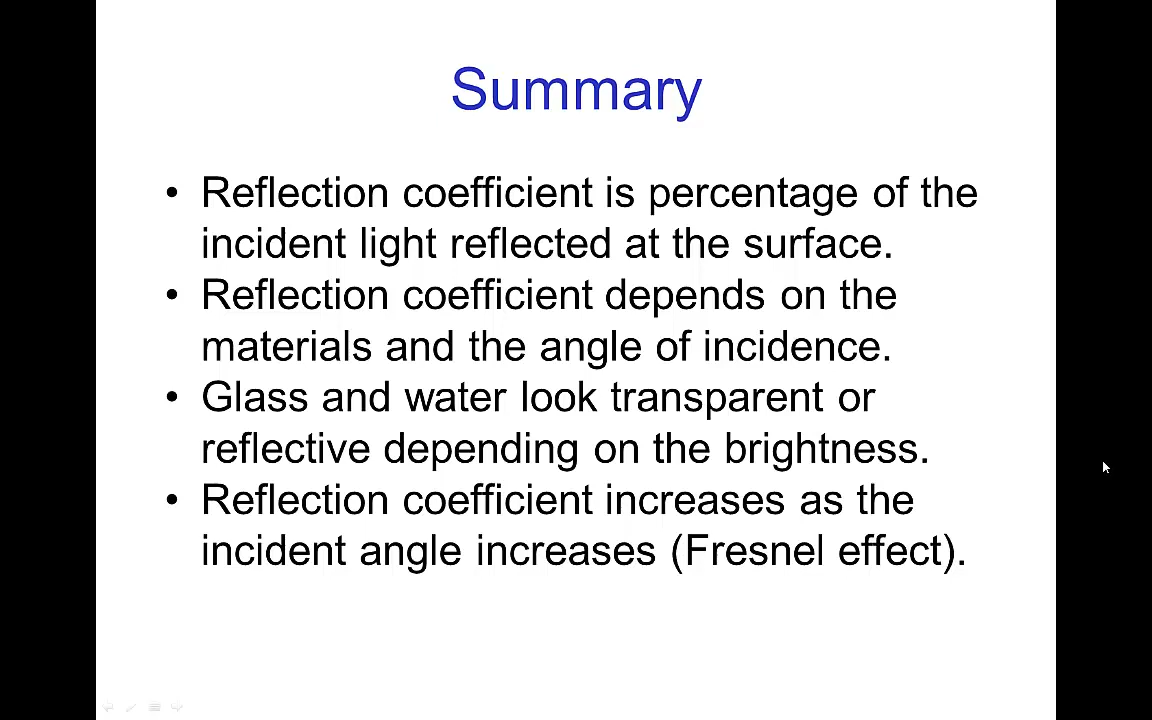 Summary
• Reflection coefficient is percentage of the
incident light reflected at the surface.
• Reflection coefficient depends on the
materials and the angle of incidence.
• Glass and water look transparent or
reflective depending on the brightness.
• Reflection coefficient increases as the
incident angle increases (Fresnel effect).